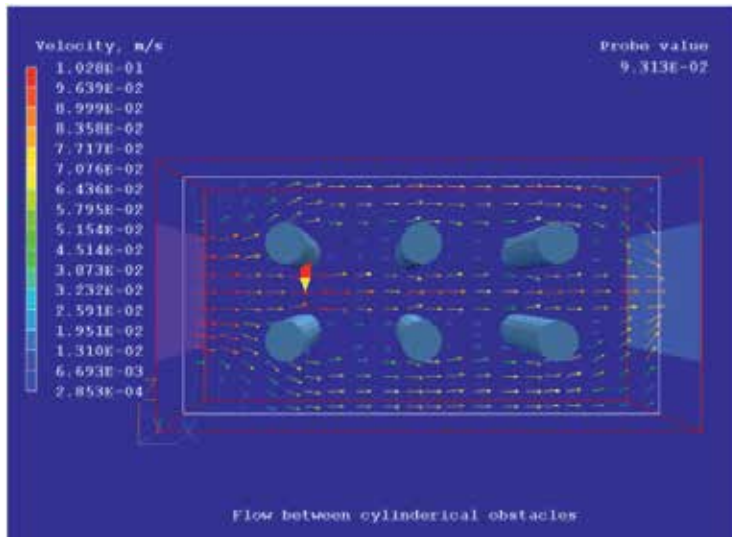 Velocity, m/s
1.028E-01
9.639E-02
8.999E-02
8.358E-02
7.717E-02
7.076E-02
6.436E-02
5.795E-02
5.154E-02
4.514E-02
3.873E-02
3.232E-02
2.591E-02
1.951E-02
1.310E-02
6.693E-03
2.853E-04
Probe value
9.313E-02
Y
X
Flow between cylinderical obstacles